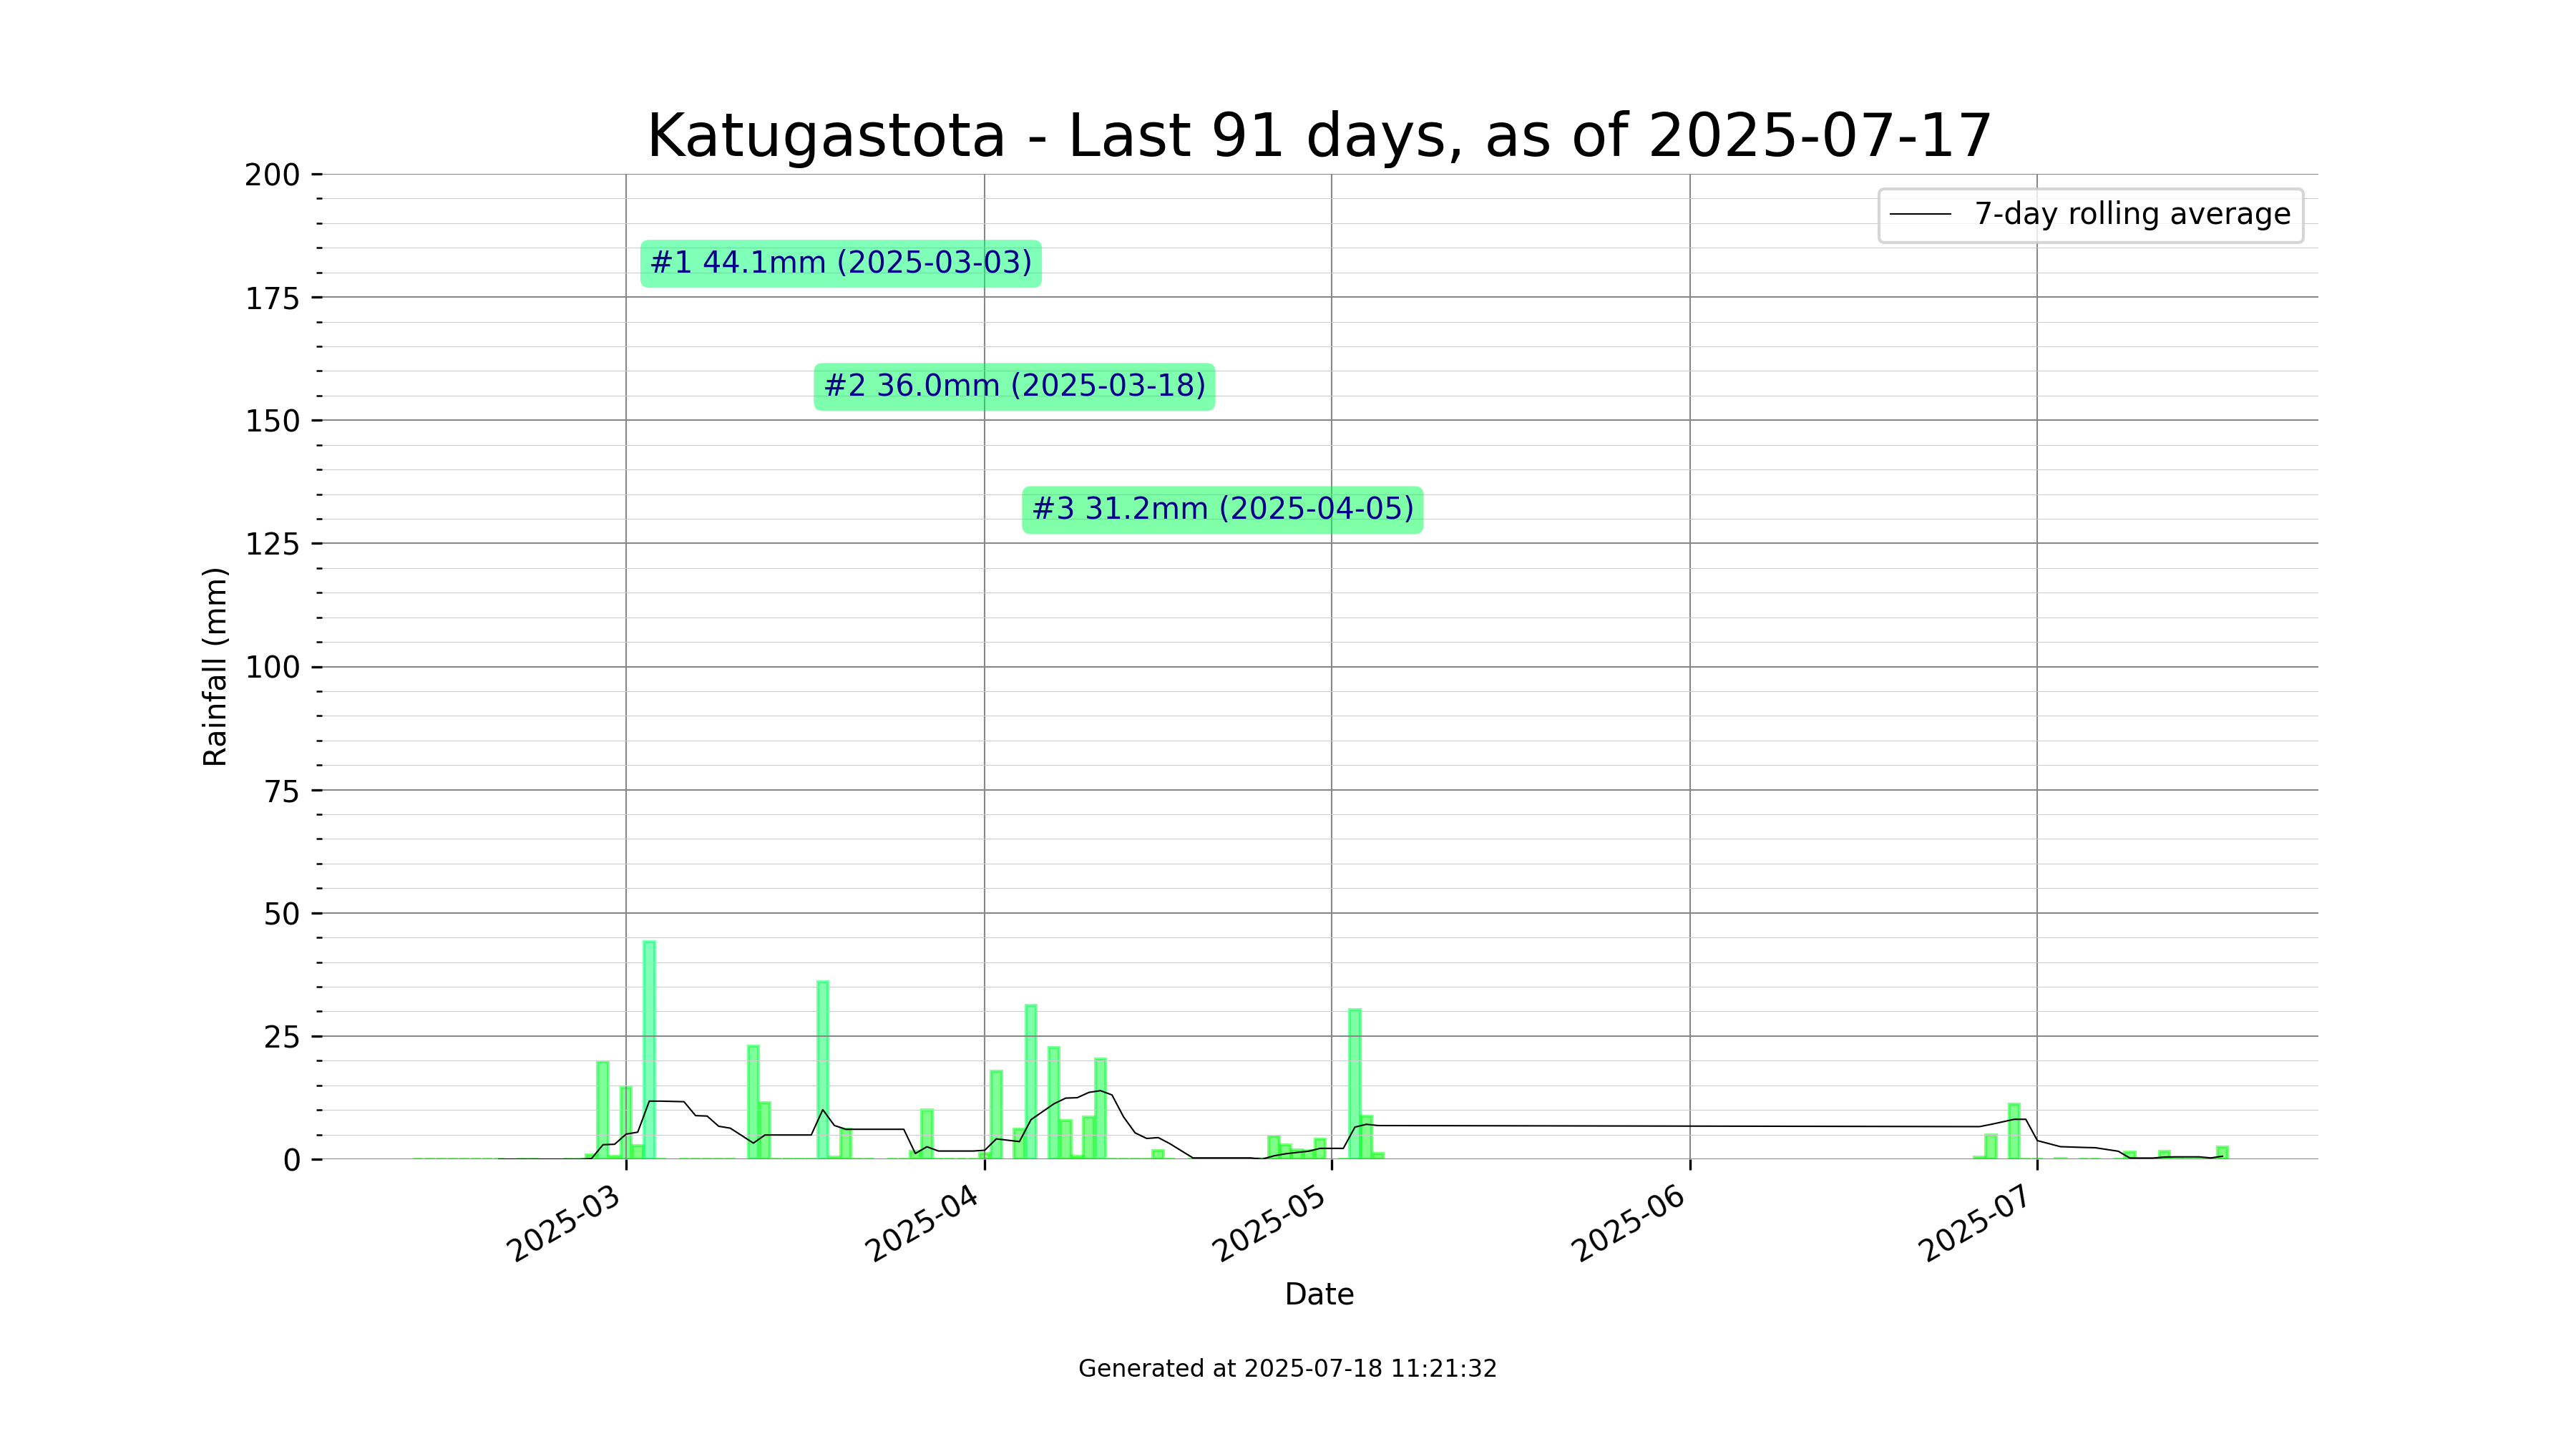 Katugastota - Last 91 days, as of 2025-07-17
7-day rolling average
#1 44.1mm (2025-03-03)
#2 36.0mm (2025-03-18)
#3 31.2mm (2025-04-05)
Rainfall (mm)
200
175
150
125
100
75
50
25
0
2025-03
2025-04
2025-05
2025-06
2025-07
Date
Generated at 2025-07-18 11:21:32